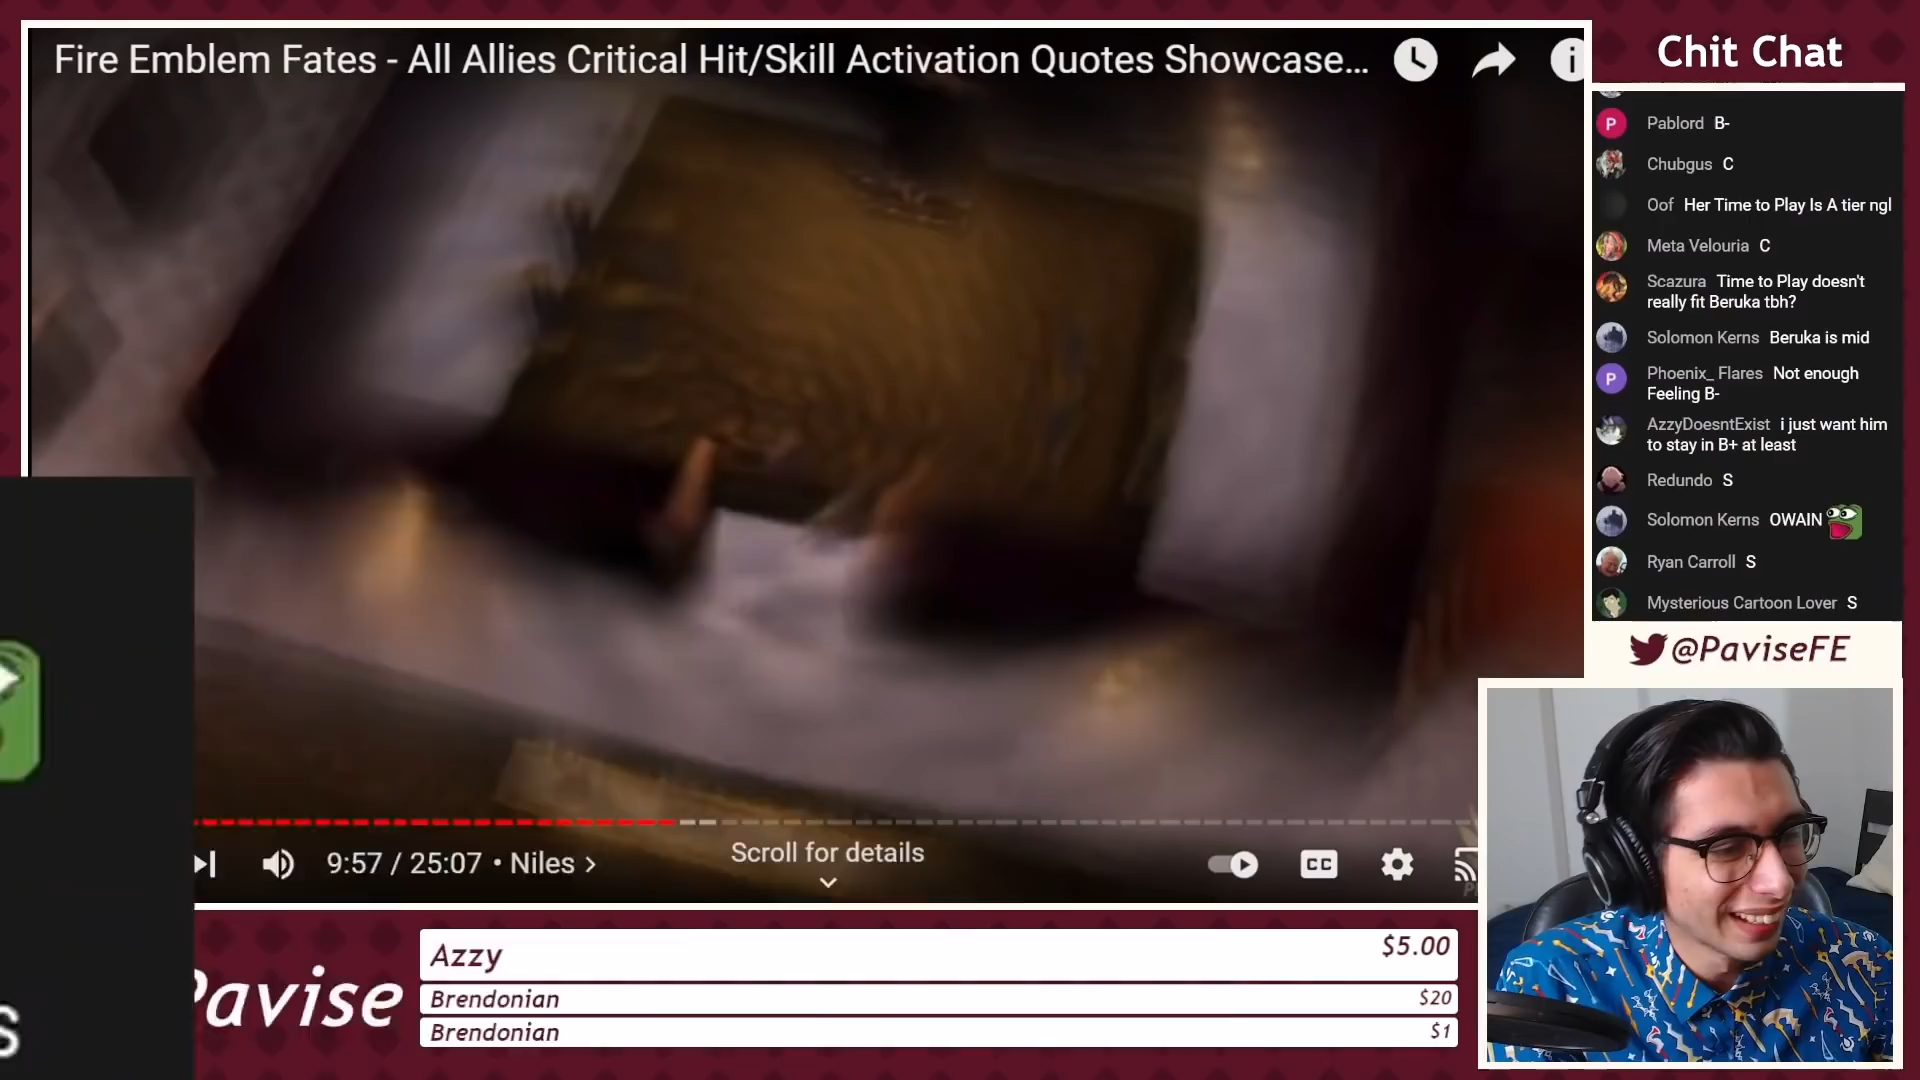 Fire Emblem Fates - All Allies Critical Hit/Skill Activation Quotes Showcase...
Chit Chat
P Pablord B-
Chubgus C
Oof Her Time to Play Is A tier ngl
Meta Velouria C
Scazura Time to Play doesn't
really fit Beruka tbh?
Solomon Kerns Beruka is mid
P Phoenix_ Flares Not enough
Feeling B-
AzzyDoesntExist i just want him
to stay in B+ at least
Redundo S
Solomon Kerns OWAIN
Ryan Carroll S
Mysterious Cartoon Lover S
@PaviseFE
9:57 / 25:07 • Niles >
Scroll for details
CC
Pavise
Azzy $5.00
Brendonian $20
Brendonian $1
S